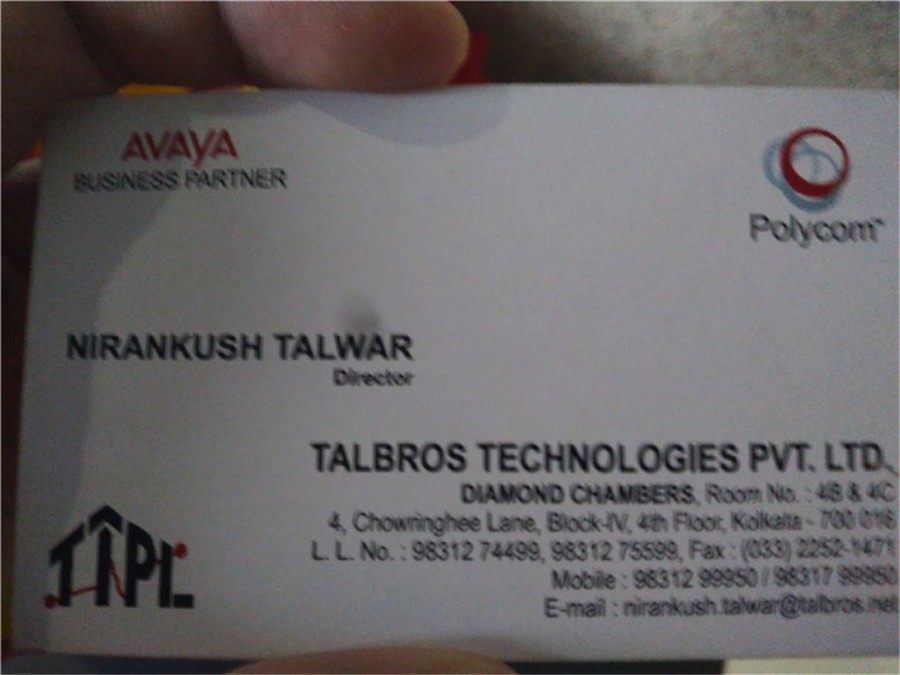 AVAYA
BUSINESS PARTNER
Polycom™
NIRANKUSH TALWAR
Director
TALBROS TECHNOLOGIES PVT. LTD.
DIAMOND CHAMBERS, Room No. : 4B & 4C
4, Chowringhee Lane, Block-IV, 4th Floor, Kolkata - 700 016
L. L. No. : 98312 74499, 98312 75599, Fax : (033) 2252-1471
Mobile : 98312 99950 / 98317 99950
E-mail : nirankush.talwar@talbros.net
TTPL